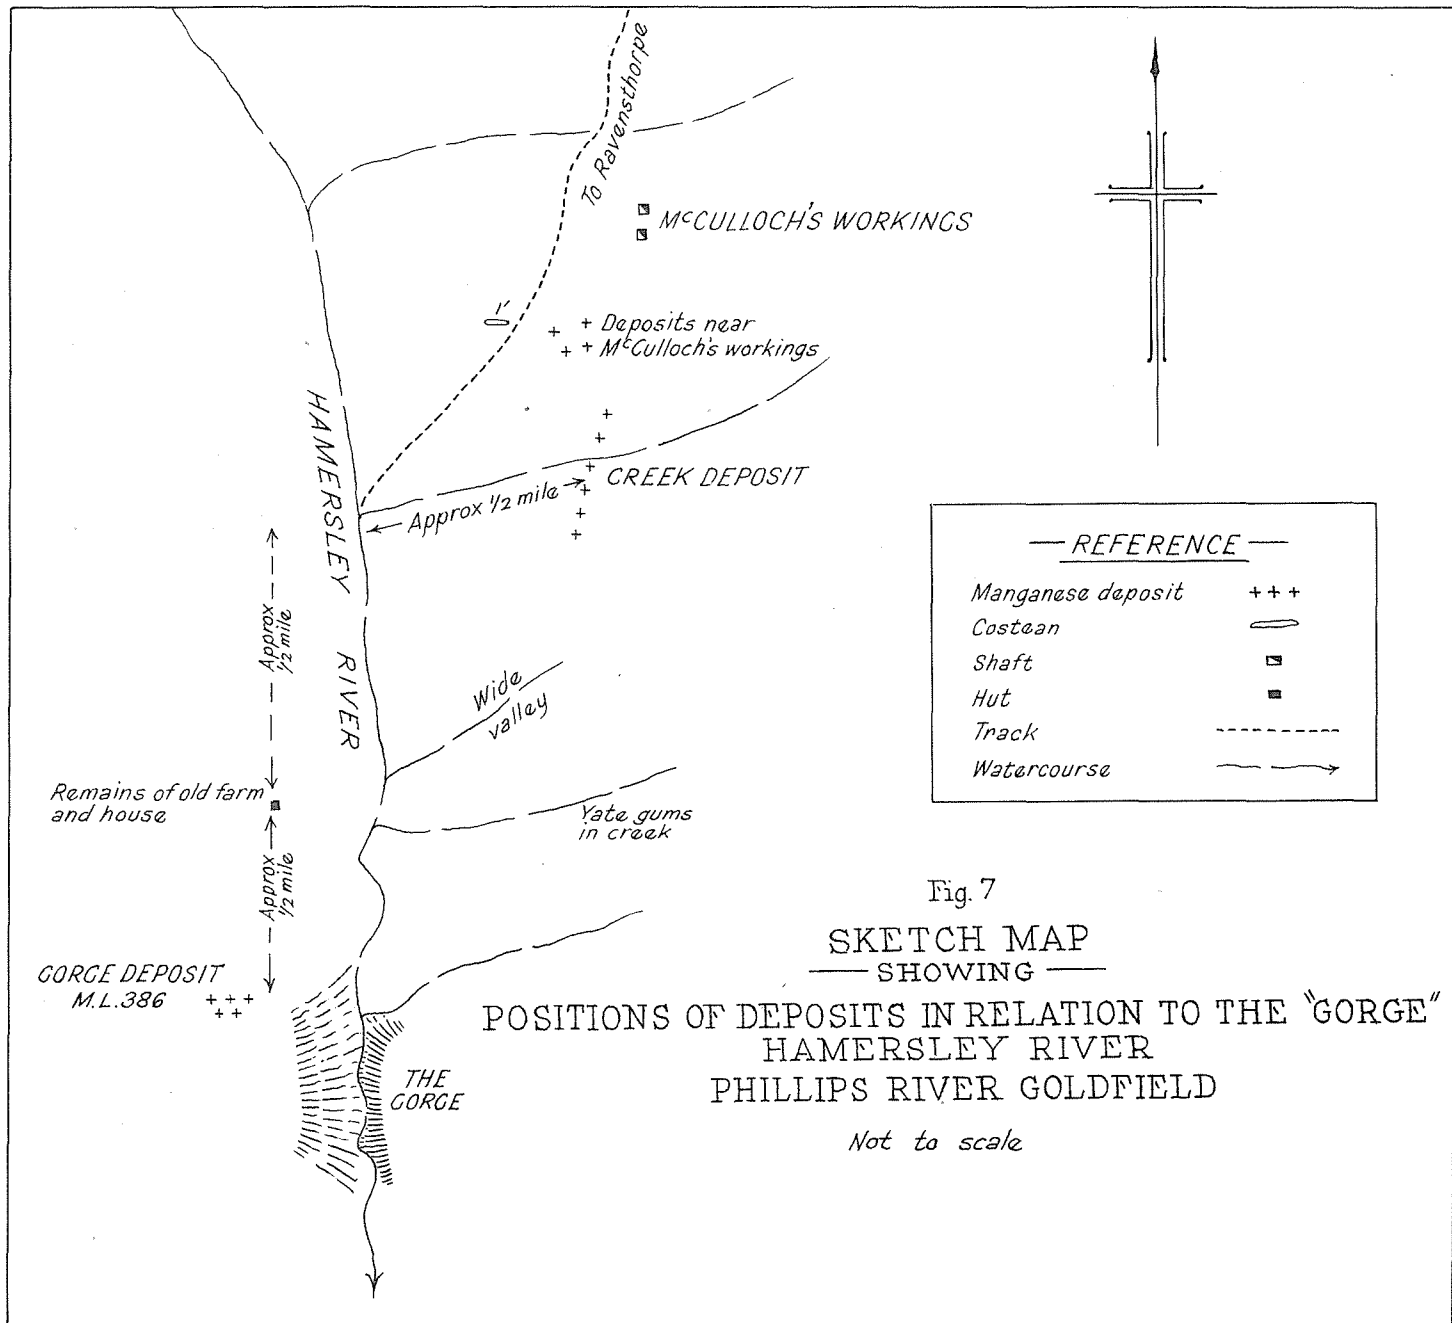 To Ravensthorpe
McCULLOCH'S WORKINGS
1'
+ Deposits near
+ McCulloch's workings
HAMERSLEY RIVER
CREEK DEPOSIT
Approx 1/2 mile
Approx
1/2 mile
Wide
valley
Remains of old farm
and house
Yate gums
in creek
Approx
1/2 mile
GORGE DEPOSIT
M.L.386
THE
GORGE
— REFERENCE —
Manganese deposit +++
Costean
Shaft
Hut
Track
Watercourse
Fig. 7
SKETCH MAP
— SHOWING —
POSITIONS OF DEPOSITS IN RELATION TO THE "GORGE"
HAMERSLEY RIVER
PHILLIPS RIVER GOLDFIELD
Not to scale